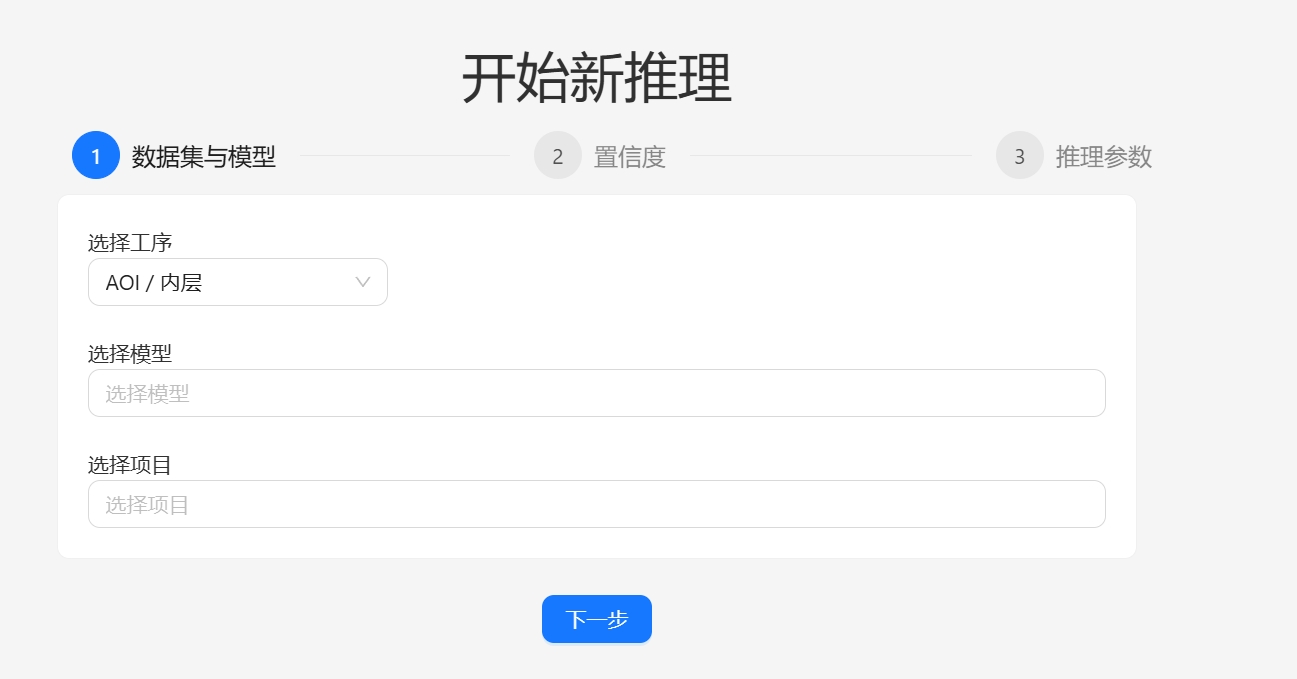 开始新推理
1 数据集与模型 2 置信度 3 推理参数
选择工序
AOI / 内层
选择模型
选择模型
选择项目
选择项目
下一步